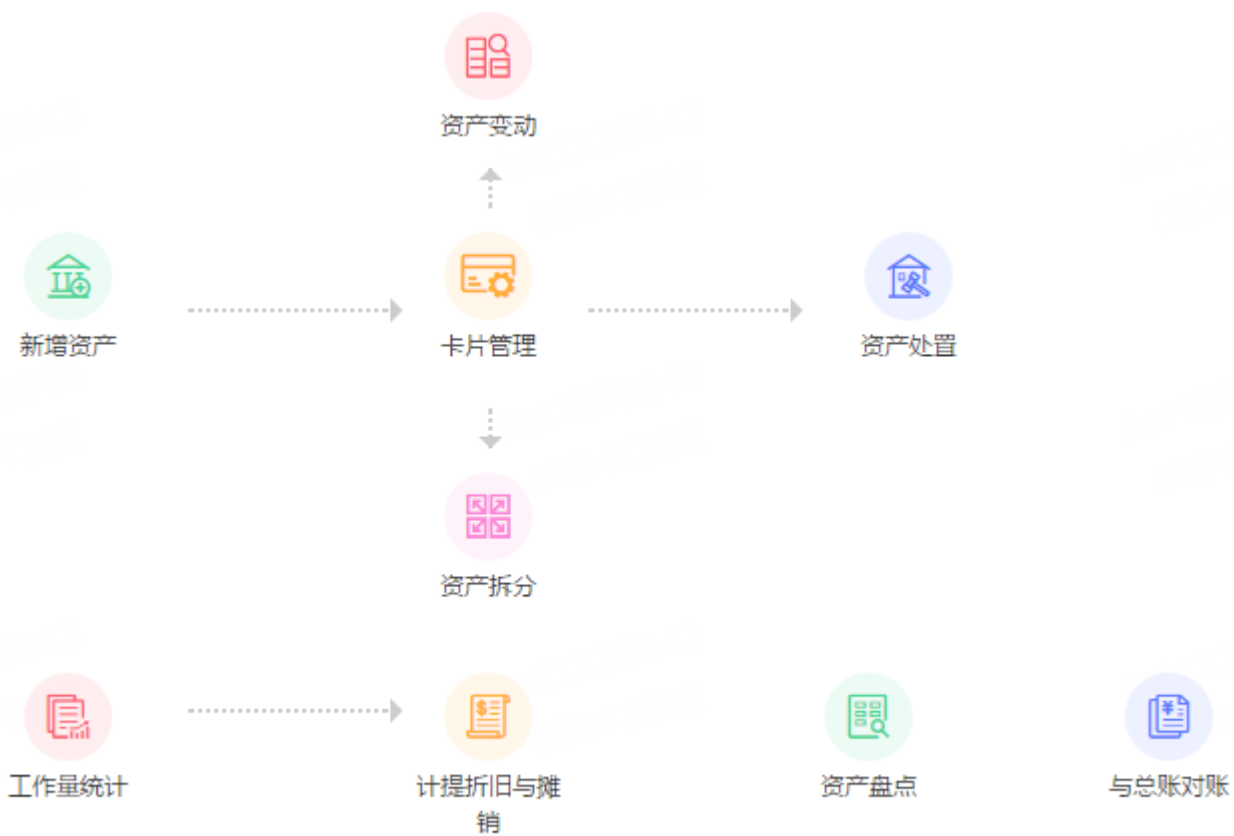 资产变动
新增资产
卡片管理
资产处置
资产拆分
工作量统计
计提折旧与摊
销
资产盘点
与总账对账